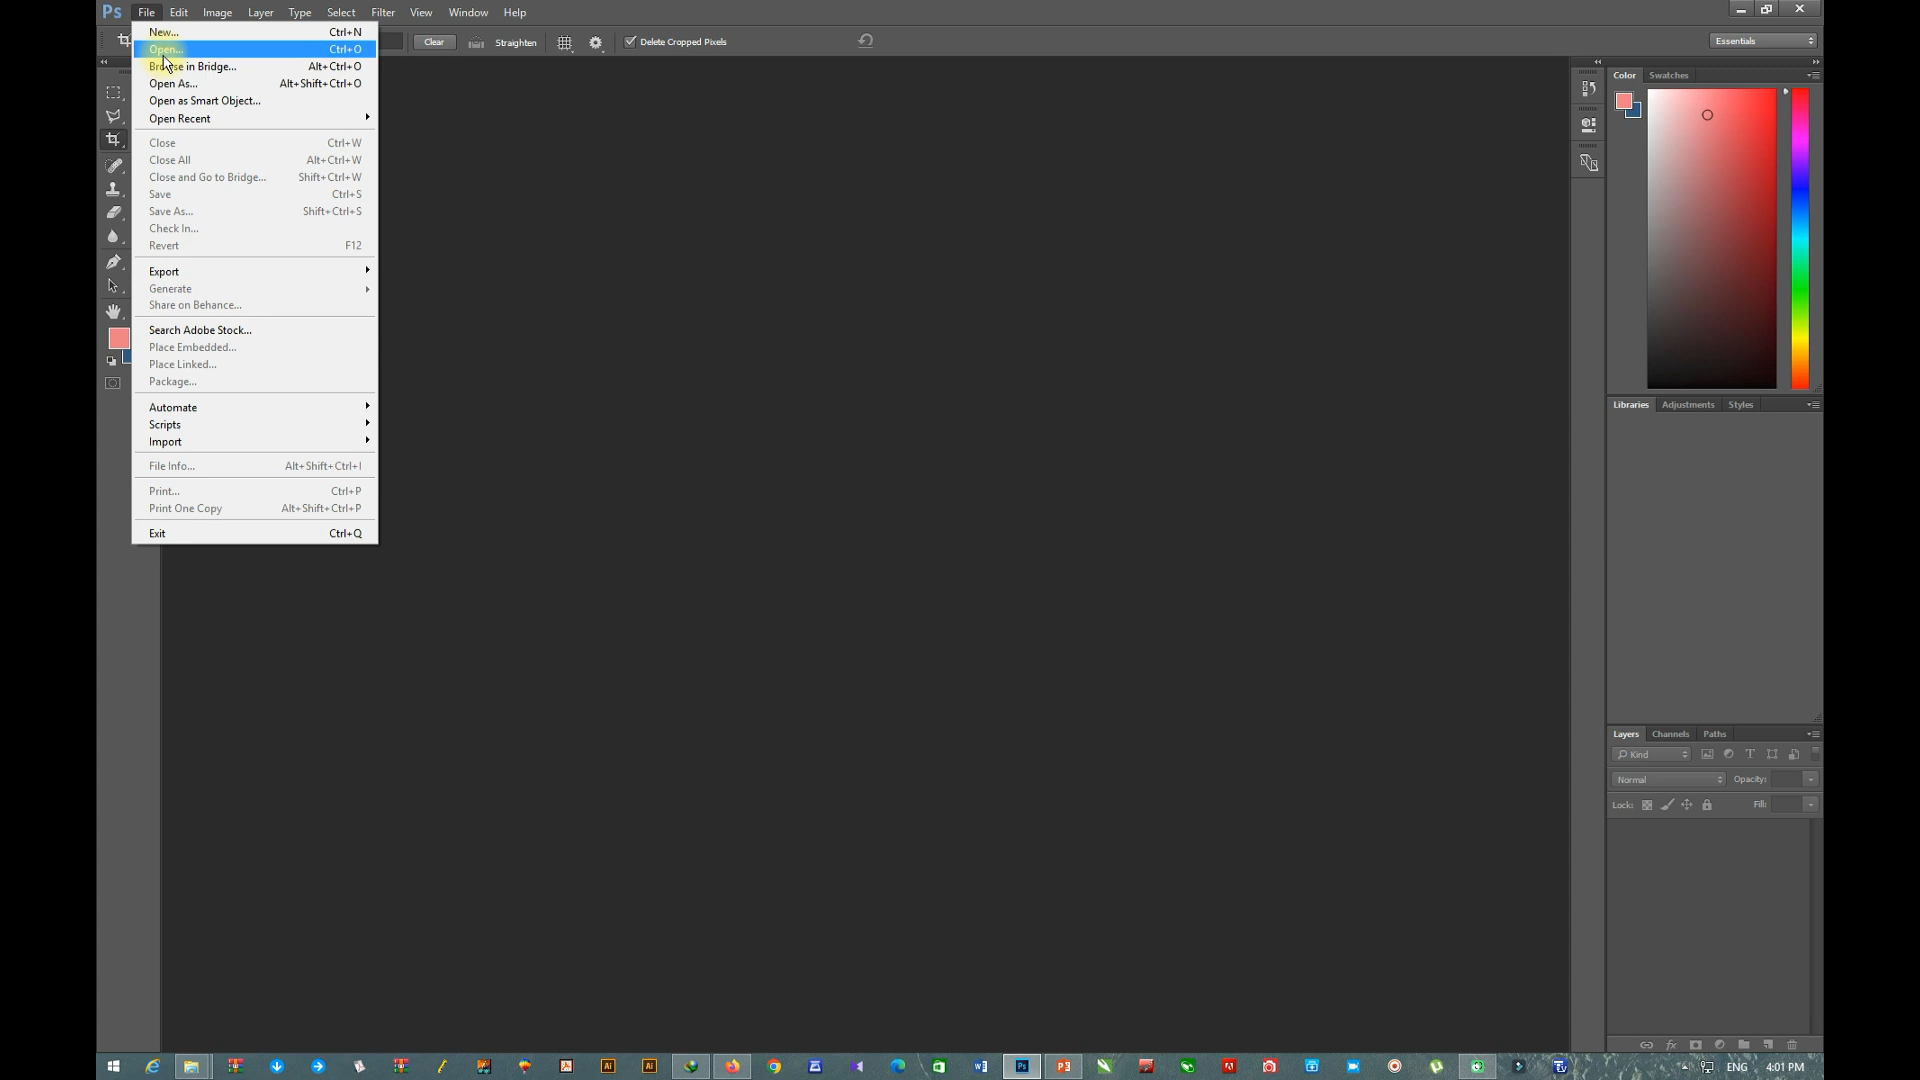 Ps File Edit Image Layer Type Select Filter View Window Help
Clear Straighten Delete Cropped Pixels Essentials
New... Ctrl+N
Open... Ctrl+O
Browse in Bridge... Alt+Ctrl+O
Open As... Alt+Shift+Ctrl+O
Open as Smart Object...
Open Recent
Close Ctrl+W
Close All Alt+Ctrl+W
Close and Go to Bridge... Shift+Ctrl+W
Save Ctrl+S
Save As... Shift+Ctrl+S
Check In...
Revert F12
Export
Generate
Share on Behance...
Search Adobe Stock...
Place Embedded...
Place Linked...
Package...
Automate
Scripts
Import
File Info... Alt+Shift+Ctrl+I
Print... Ctrl+P
Print One Copy Alt+Shift+Ctrl+P
Exit Ctrl+Q
Color Swatches
Libraries Adjustments Styles
Layers Channels Paths
Kind
Normal Opacity:
Lock: Fill:
fx
Ai Ai Ps ENG 4:01 PM